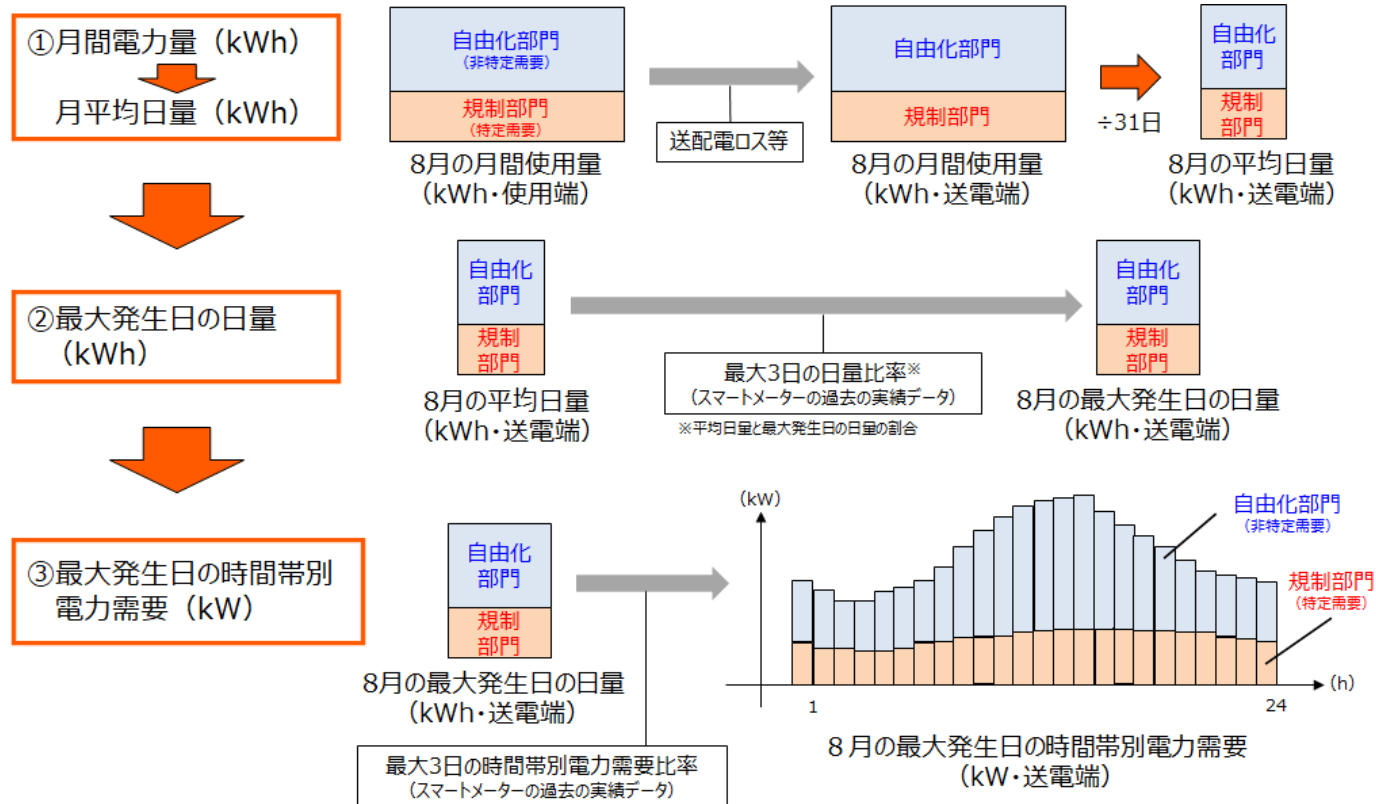 ①月間電力量（kWh）
月平均日量（kWh）
自由化部門
（非特定需要）
規制部門
（特定需要）
8月の月間使用量
（kWh・使用端）
送配電ロス等
自由化部門
規制部門
8月の月間使用量
（kWh・送電端）
÷31日
自由化
部門
規制
部門
8月の平均日量
（kWh・送電端）
②最大発生日の日量
（kWh）
自由化
部門
規制
部門
8月の平均日量
（kWh・送電端）
最大3日の日量比率※
（スマートメーターの過去の実績データ）
※平均日量と最大発生日の日量の割合
自由化
部門
規制
部門
8月の最大発生日の日量
（kWh・送電端）
③最大発生日の時間帯別
電力需要（kW）
自由化
部門
規制
部門
8月の最大発生日の日量
（kWh・送電端）
最大3日の時間帯別電力需要比率
（スマートメーターの過去の実績データ）
（kW）
自由化部門
（非特定需要）
規制部門
（特定需要）
（h）
1
24
８月の最大発生日の時間帯別電力需要
（kW・送電端）